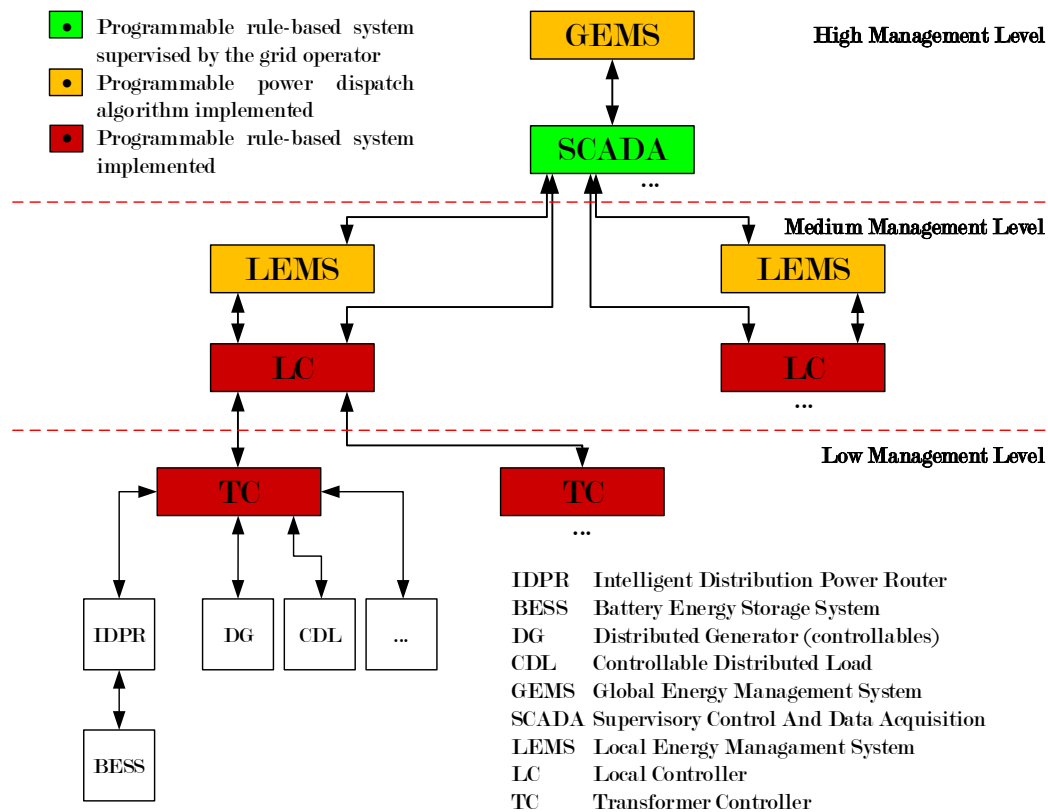 Programmable rule-based system
supervised by the grid operator
Programmable power dispatch
algorithm implemented
Programmable rule-based system
implemented
GEMS
High Management Level
SCADA
...
Medium Management Level
LEMS
LEMS
LC
LC
...
Low Management Level
TC
TC
...
IDPR
DG
CDL
...
BESS
IDPR Intelligent Distribution Power Router
BESS Battery Energy Storage System
DG Distributed Generator (controllables)
CDL Controllable Distributed Load
GEMS Global Energy Management System
SCADA Supervisory Control And Data Acquisition
LEMS Local Energy Managament System
LC Local Controller
TC Transformer Controller